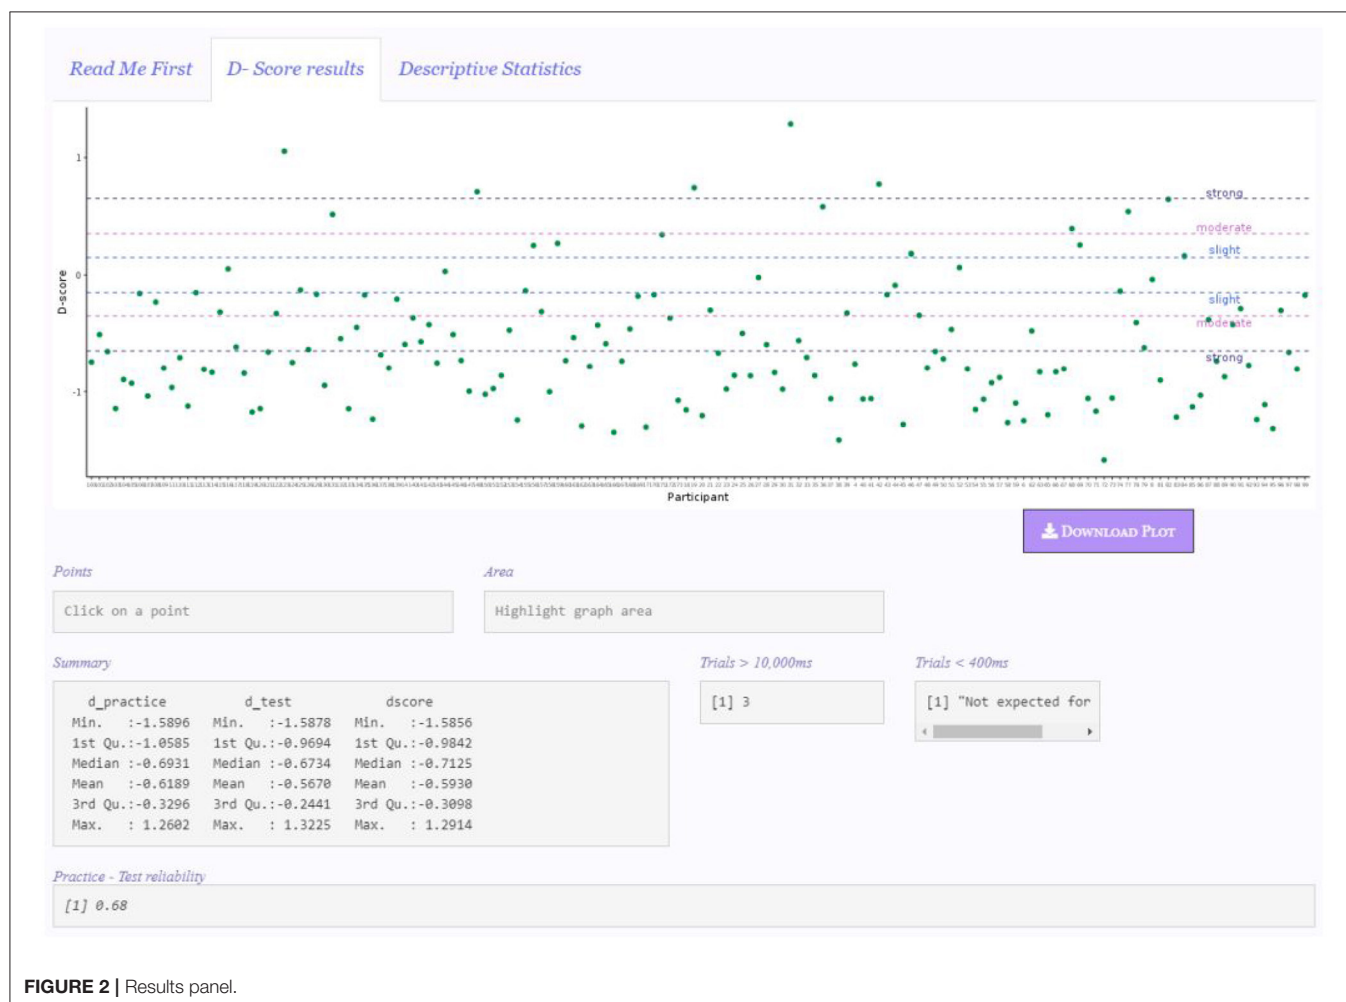 Read Me First D- Score results Descriptive Statistics
1
strong
moderate
slight
0
D-score
slight
moderate
strong
-1
Participant
Download Plot
Points Area
Click on a point Highlight graph area
Summary Trials > 10,000ms Trials < 400ms
d_practice d_test dscore [1] 3 [1] "Not expected for
Min. :-1.5896 Min. :-1.5878 Min. :-1.5856
1st Qu.:-1.0585 1st Qu.:-0.9694 1st Qu.:-0.9842
Median :-0.6931 Median :-0.6734 Median :-0.7125
Mean :-0.6189 Mean :-0.5670 Mean :-0.5930
3rd Qu.:-0.3296 3rd Qu.:-0.2441 3rd Qu.:-0.3098
Max. : 1.2602 Max. : 1.3225 Max. : 1.2914
Practice - Test reliability
[1] 0.68
FIGURE 2 | Results panel.